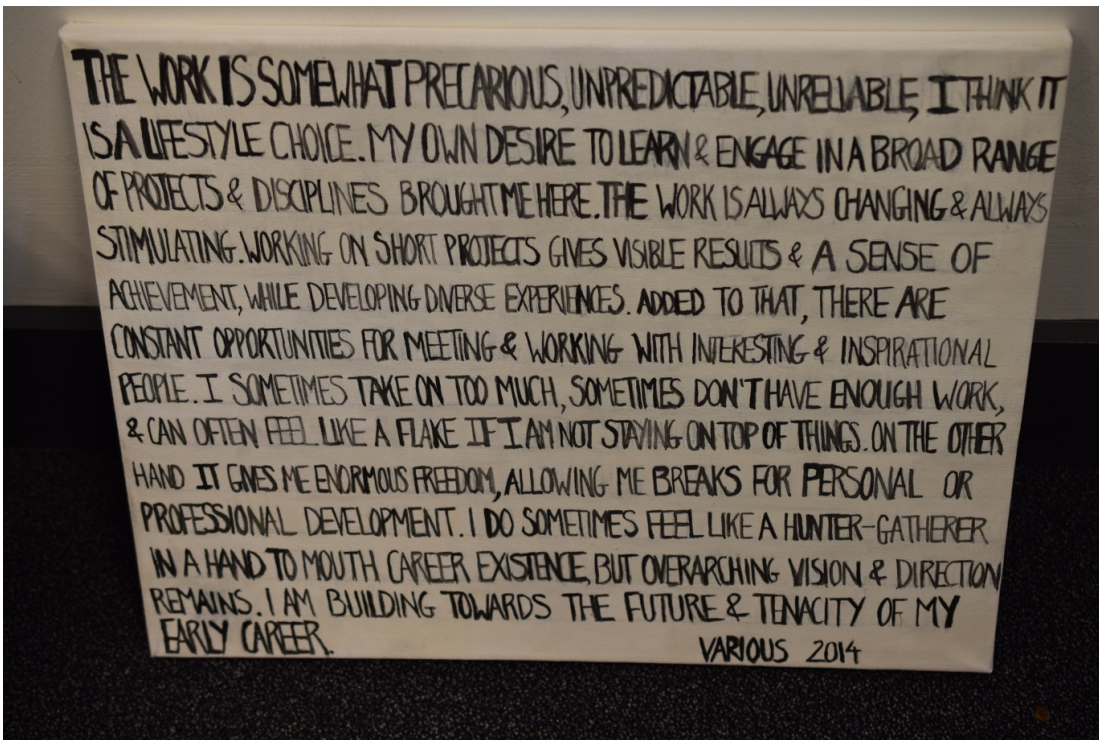 THE WORK IS SOMEWHAT PRECARIOUS, UNPREDICTABLE, UNRELIABLE, I THINK IT
IS A LIFESTYLE CHOICE. MY OWN DESIRE TO LEARN & ENGAGE IN A BROAD RANGE
OF PROJECTS & DISCIPLINES BROUGHT ME HERE. THE WORK IS ALWAYS CHANGING & ALWAYS
STIMULATING. WORKING ON SHORT PROJECTS GIVES VISIBLE RESULTS & A SENSE OF
ACHIEVEMENT, WHILE DEVELOPING DIVERSE EXPERIENCES. ADDED TO THAT, THERE ARE
CONSTANT OPPORTUNITIES FOR MEETING & WORKING WITH INTERESTING & INSPIRATIONAL
PEOPLE. I SOMETIMES TAKE ON TOO MUCH, SOMETIMES DON'T HAVE ENOUGH WORK,
& CAN OFTEN FEEL LIKE A FLAKE IF I AM NOT STAYING ON TOP OF THINGS. ON THE OTHER
HAND IT GIVES ME ENORMOUS FREEDOM, ALLOWING ME BREAKS FOR PERSONAL OR
PROFESSIONAL DEVELOPMENT. I DO SOMETIMES FEEL LIKE A HUNTER-GATHERER
IN A HAND TO MOUTH CAREER EXISTENCE, BUT OVERARCHING VISION & DIRECTION
REMAINS. I AM BUILDING TOWARDS THE FUTURE & TENACITY OF MY
EARLY CAREER.
VARIOUS 2014